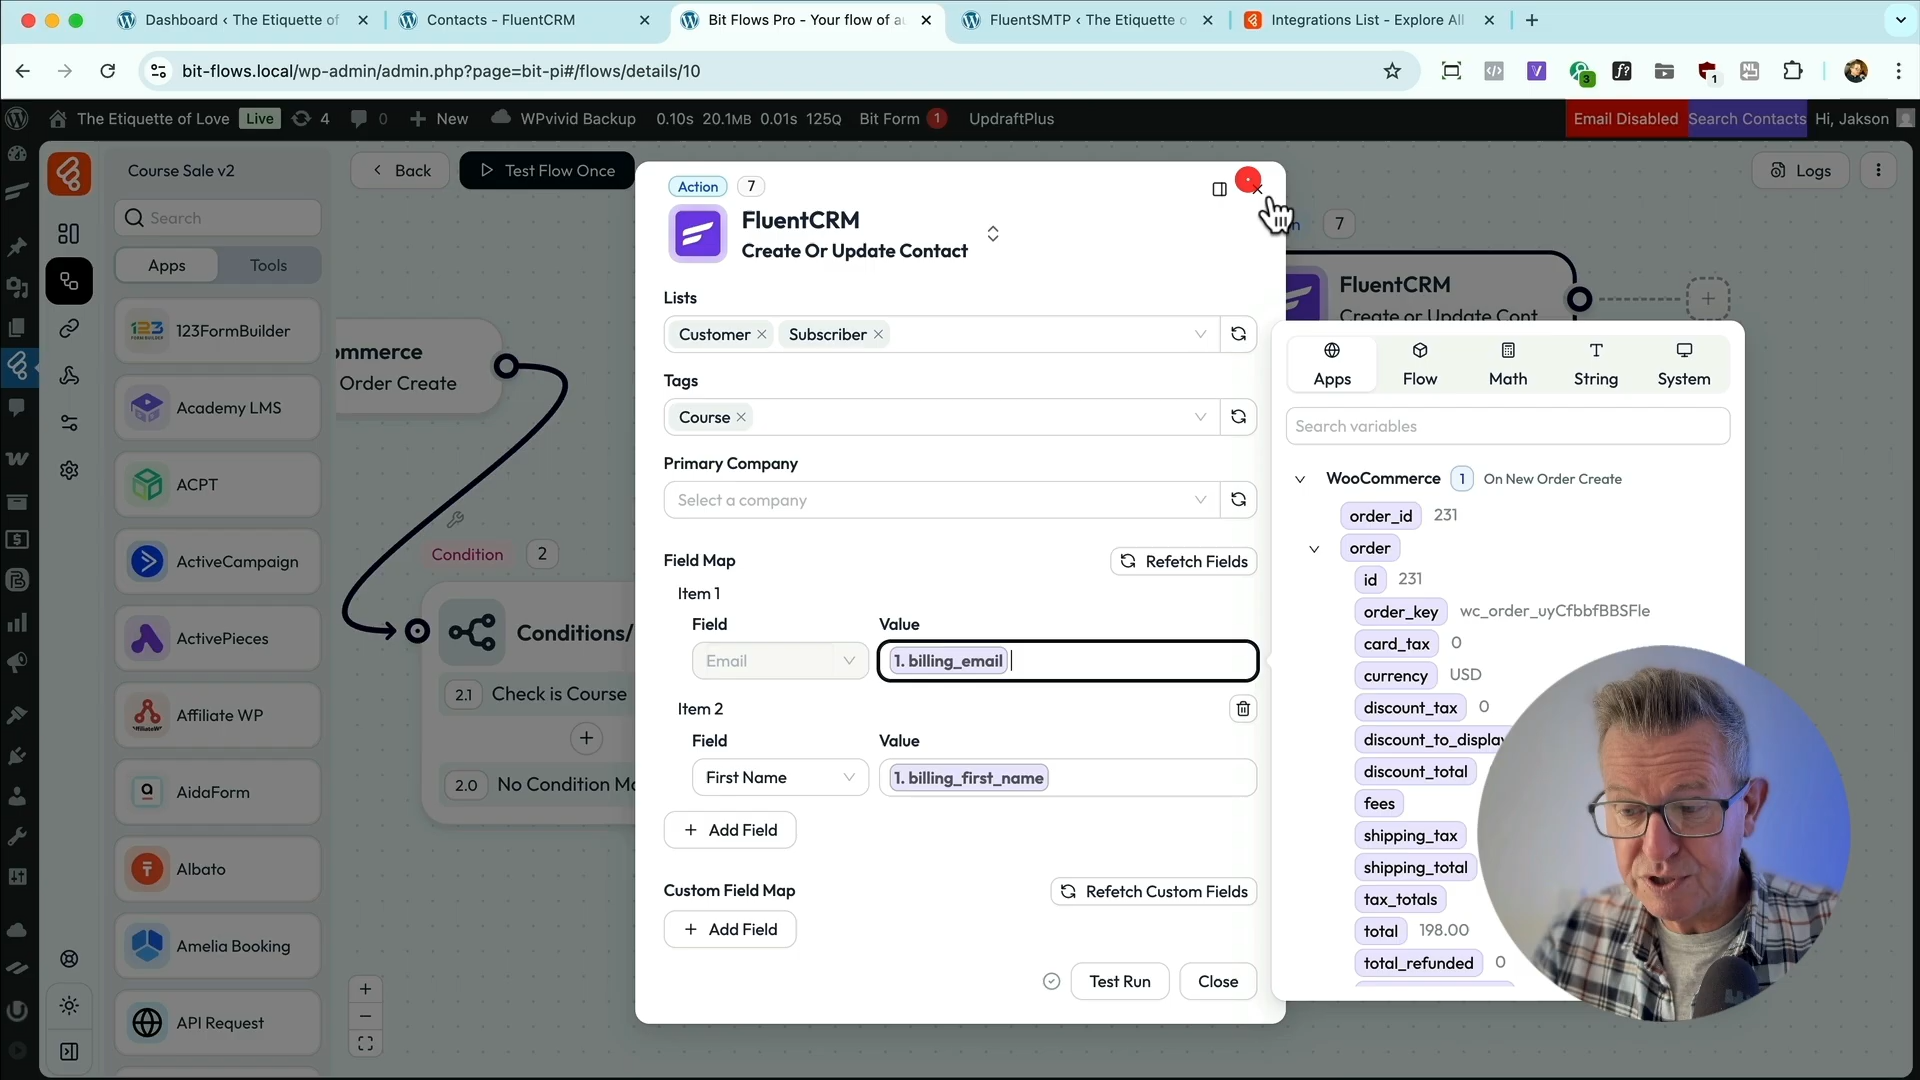 Dashboard ‹ The Etiquette of
Contacts - FluentCRM
Bit Flows Pro - Your flow of au
FluentSMTP ‹ The Etiquette o
Integrations List - Explore All
bit-flows.local/wp-admin/admin.php?page=bit-pi#/flows/details/10
3
1
The Etiquette of Love
Live
4
0
New
WPvivid Backup
0.10s 20.1MB 0.01s 125Q
Bit Form
1
UpdraftPlus
Email Disabled
Search Contacts
Hi, Jakson
Course Sale v2
Back
Test Flow Once
Logs
Search
Apps
Tools
123FormBuilder
Academy LMS
ACPT
ActiveCampaign
ActivePieces
Affiliate WP
AidaForm
Albato
Amelia Booking
API Request
ommerce
Order Create
Condition
2
Conditions/
2.1
Check is Course
2.0
No Condition Ma
Action
7
FluentCRM
Create Or Update Contact
Lists
Customer
Subscriber
Tags
Course
Primary Company
Select a company
Field Map
Refetch Fields
Item 1
Field
Value
Email
1. billing_email
Item 2
Field
Value
First Name
1. billing_first_name
Add Field
Custom Field Map
Refetch Custom Fields
Add Field
Test Run
Close
7
FluentCRM
Create or Update Cont
Apps
Flow
Math
String
System
Search variables
WooCommerce
1
On New Order Create
order_id
231
order
id
231
order_key
wc_order_uyCfbbfBBSFle
card_tax
0
currency
USD
discount_tax
0
discount_to_display
discount_total
fees
shipping_tax
shipping_total
tax_totals
total
198.00
total_refunded
0